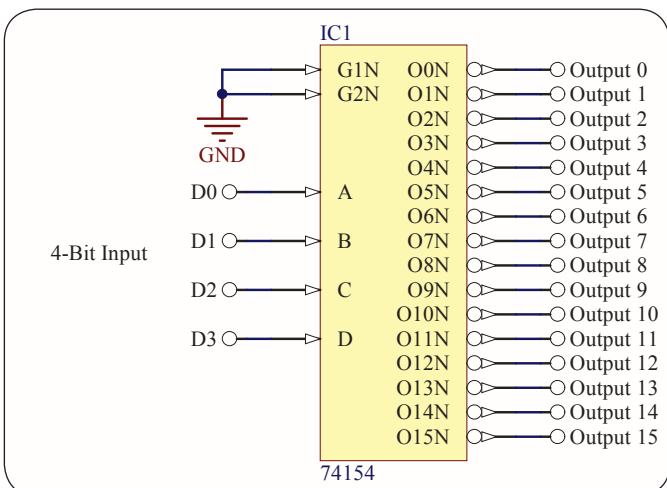 IC1
G1N O0N Output 0
G2N O1N Output 1
O2N Output 2
O3N Output 3
GND O4N Output 4
D0 A O5N Output 5
O6N Output 6
4-Bit Input D1 B O7N Output 7
O8N Output 8
D2 C O9N Output 9
O10N Output 10
D3 D O11N Output 11
O12N Output 12
O13N Output 13
O14N Output 14
O15N Output 15
74154